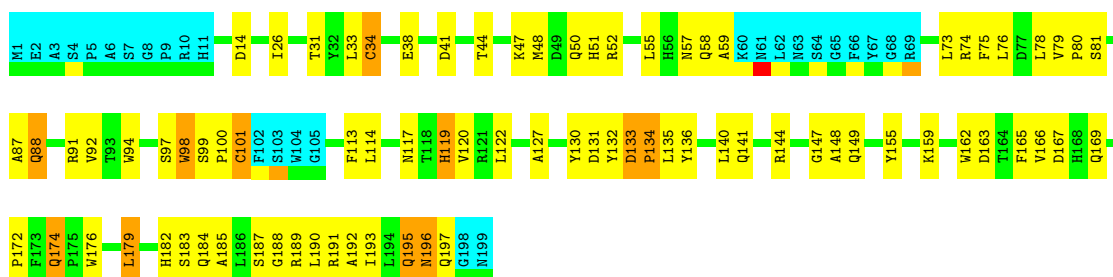 M1 E2 A3 S4 P5 A6 S7 G8 P9 R10 H11 D14 I26 T31 Y32 L33 C34 E38 D41 T44 K47 M48 D49 Q50 H51 R52 L55 H56 N57 Q58 A59 K60 N61 L62 N63 S64 G65 F66 Y67 G68 R69 L73 R74 F75 L76 D77 L78 V79 P80 S81
A87 Q88 R91 V92 T93 W94 S97 W98 S99 P100 C101 F102 S103 W104 G105 F113 L114 N117 T118 H119 V120 R121 L122 A127 Y130 D131 Y132 D133 P134 L135 Y136 L140 Q141 R144 G147 A148 Q149 Y155 K159 W162 D163 T164 F165 V166 D167 H168 Q169
P172 F173 Q174 P175 W176 L179 H182 S183 Q184 A185 L186 S187 G188 R189 L190 R191 A192 I193 L194 Q195 N196 Q197 G198 N199